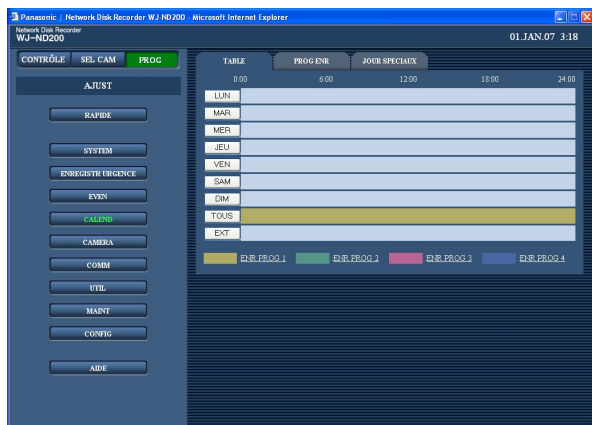 Panasonic | Network Disk Recorder WJ-ND200 - Microsoft Internet Explorer
Network Disk Recorder
WJ-ND200
01.JAN.07 3:18
CONTRÔLE SEL CAM PROG
TABLE PROG ENR JOUR SPECIAUX
AJUST
0:00 6:00 12:00 18:00 24:00
LUN
MAR
MER
JEU
VEN
SAM
DIM
TOUS
EXT
ENR PROG 1 ENR PROG 2 ENR PROG 3 ENR PROG 4
RAPIDE
SYSTEM
ENREGISTR URGENCE
EVEN
CALEND
CAMERA
COMM
UTIL
MAINT
CONFIG
AIDE